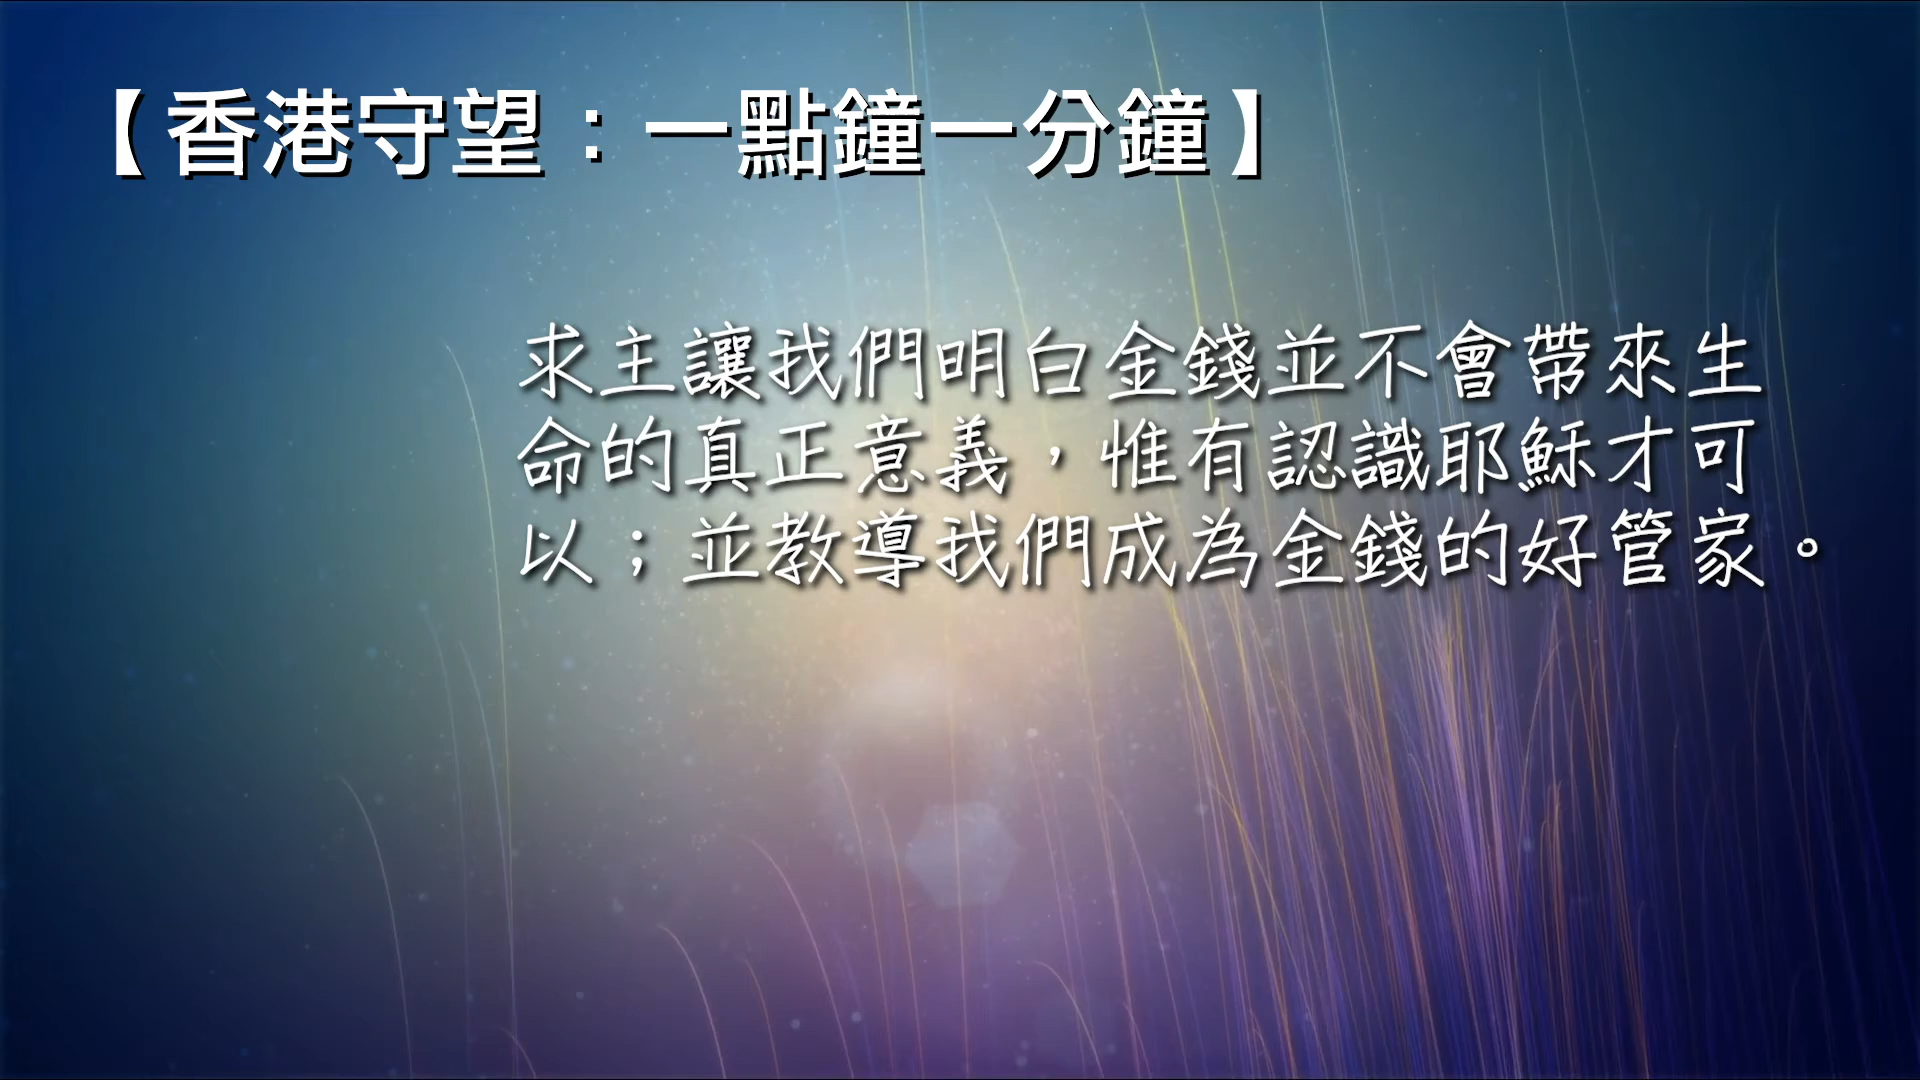 【香港守望：一點鐘一分鐘】
求主讓我們明白金錢並不會帶來生
命的真正意義，惟有認識耶穌才可
以；並教導我們成為金錢的好管家。